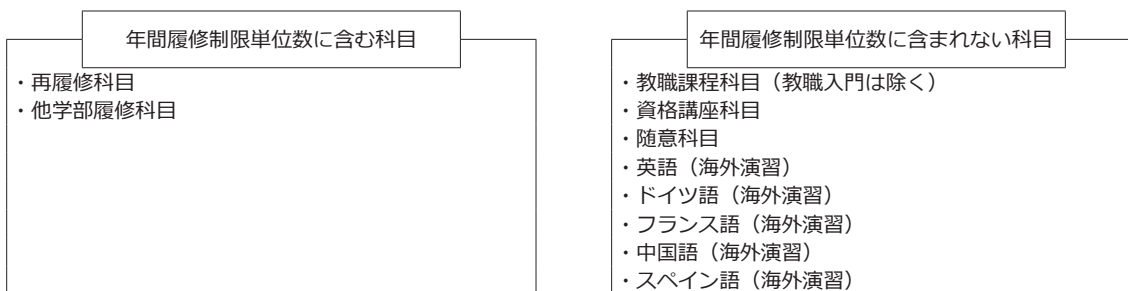 年間履修制限単位数に含む科目
・再履修科目
・他学部履修科目
年間履修制限単位数に含まれない科目
・教職課程科目（教職入門は除く）
・資格講座科目
・随意科目
・英語（海外演習）
・ドイツ語（海外演習）
・フランス語（海外演習）
・中国語（海外演習）
・スペイン語（海外演習）